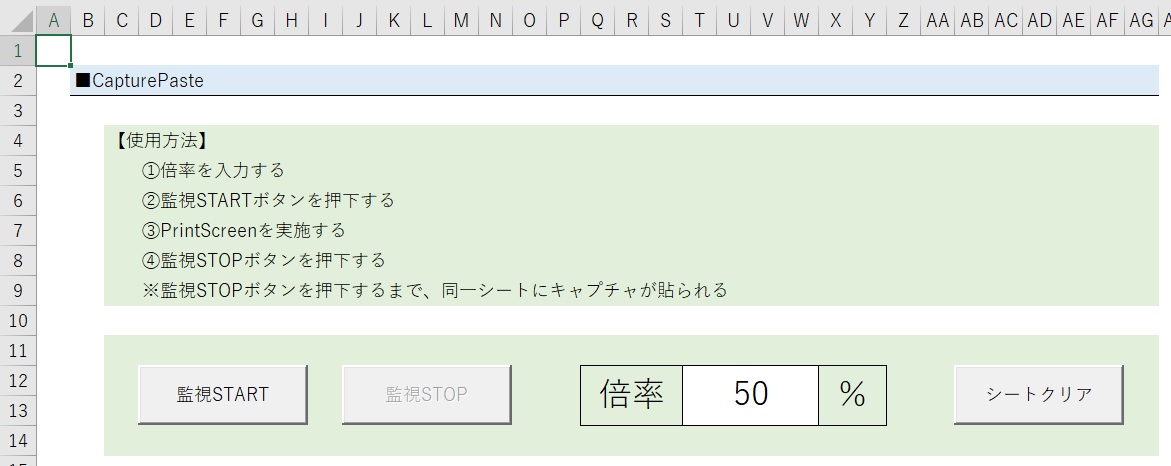 A B C D E F G H I J K L M N O P Q R S T U V W X Y Z AA AB AC AD AE AF AG
1
2 ■CapturePaste
3
4 【使用方法】
5 ①倍率を入力する
6 ②監視STARTボタンを押下する
7 ③PrintScreenを実施する
8 ④監視STOPボタンを押下する
9 ※監視STOPボタンを押下するまで、同一シートにキャプチャが貼られる
10
11
12
監視START 監視STOP 倍率 50 % シートクリア
13
14